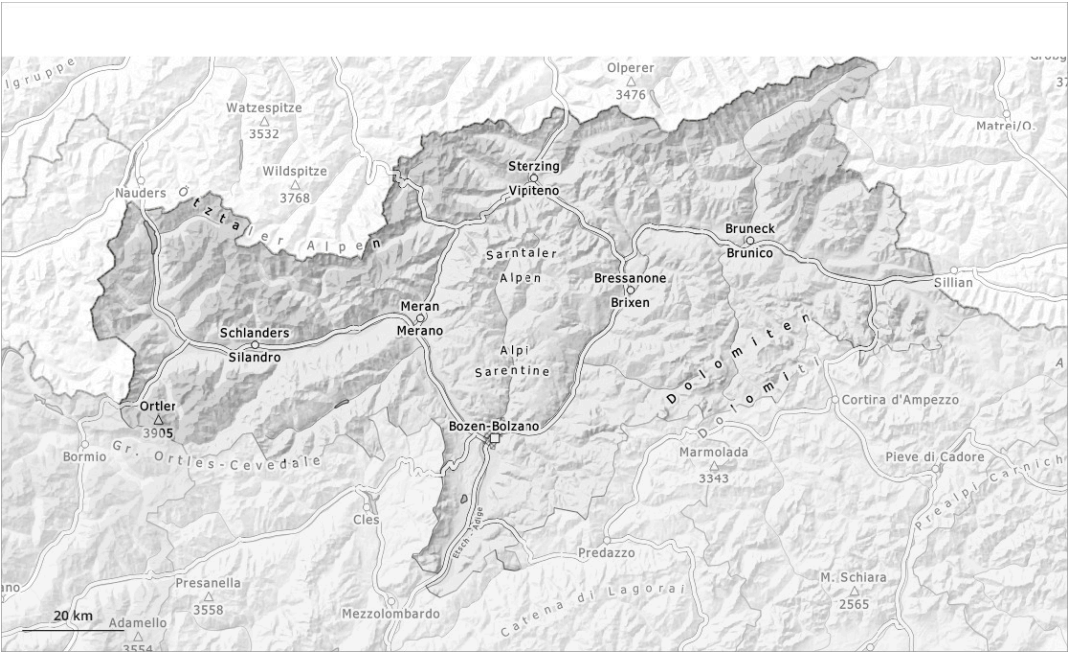 lgruppe
Olperer
3476
Watzespitze
3532
Matrei/O.
Sterzing
Vipiteno
Wildspitze
3768
Nauders
Ötztaler Alpen
Bruneck
Brunico
Sarntaler
Alpen
Bressanone
Brixen
Sillian
Meran
Merano
Schlanders
Silandro
Alpi
Sarentine
Dolomiten
Dolomiti
Ortler
3905
Cortina d'Ampezzo
Bozen-Bolzano
Gr. Ortles-Cevedale
Bormio
Marmolada
3343
Pieve di Cadore
Prealpi Carnich
Cles
Etsch - Adige
Predazzo
Presanella
3558
M. Schiara
2565
Catena di Lagorai
Mezzolombardo
20 km
Adamello
3554